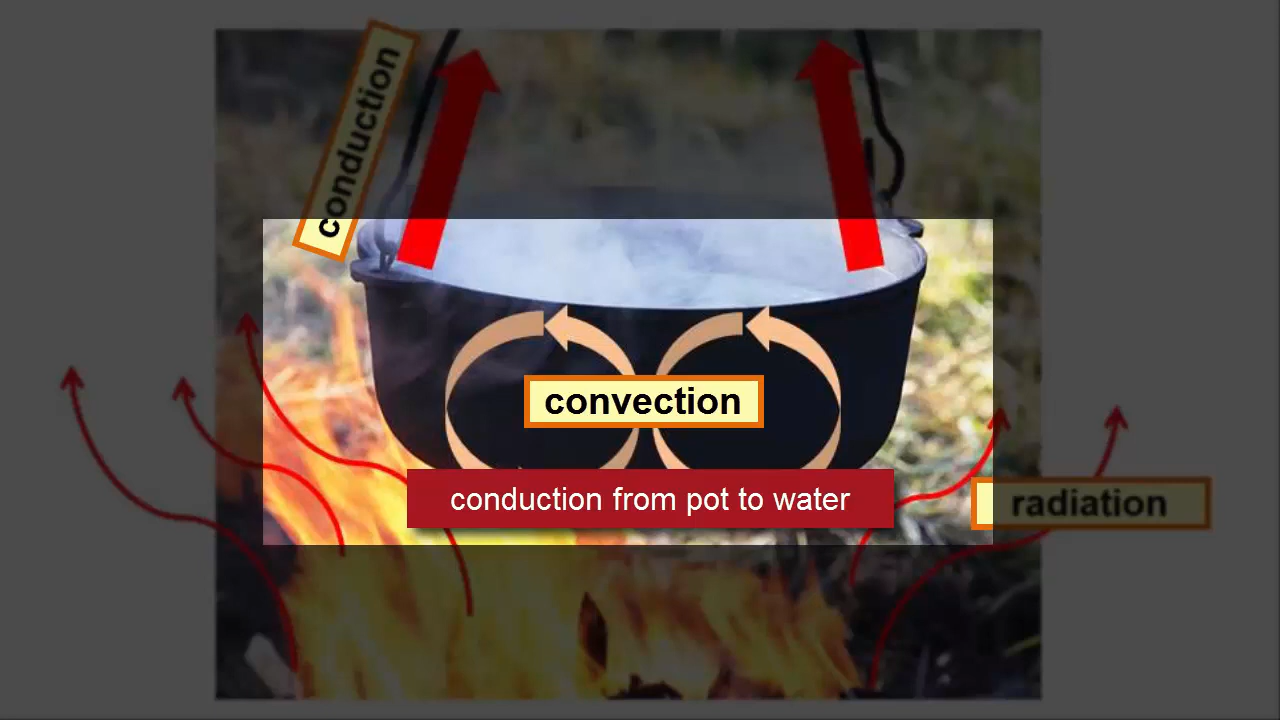 conduction
convection
conduction from pot to water
radiation